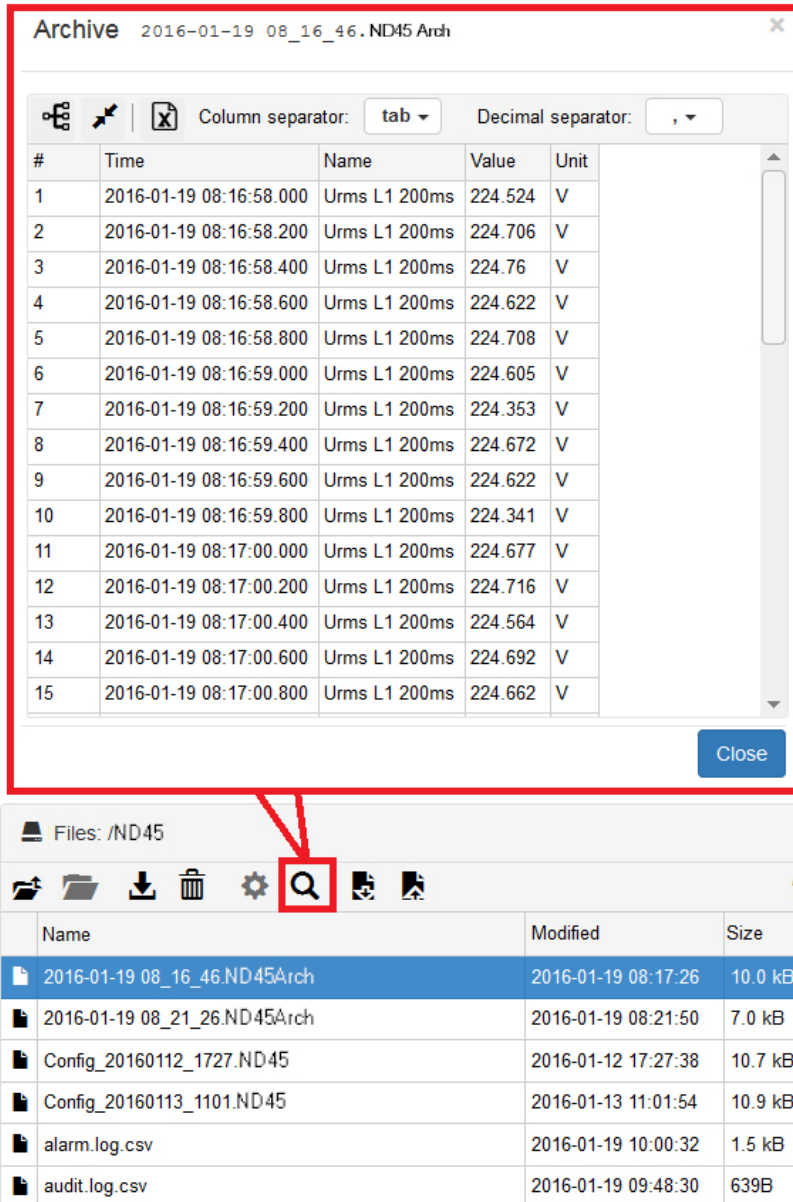 Archive 2016-01-19 08_16_46.ND45 Arch ×
Column separator: tab Decimal separator: ,
# Time Name Value Unit
1 2016-01-19 08:16:58.000 Urms L1 200ms 224.524 V
2 2016-01-19 08:16:58.200 Urms L1 200ms 224.706 V
3 2016-01-19 08:16:58.400 Urms L1 200ms 224.76 V
4 2016-01-19 08:16:58.600 Urms L1 200ms 224.622 V
5 2016-01-19 08:16:58.800 Urms L1 200ms 224.708 V
6 2016-01-19 08:16:59.000 Urms L1 200ms 224.605 V
7 2016-01-19 08:16:59.200 Urms L1 200ms 224.353 V
8 2016-01-19 08:16:59.400 Urms L1 200ms 224.672 V
9 2016-01-19 08:16:59.600 Urms L1 200ms 224.622 V
10 2016-01-19 08:16:59.800 Urms L1 200ms 224.341 V
11 2016-01-19 08:17:00.000 Urms L1 200ms 224.677 V
12 2016-01-19 08:17:00.200 Urms L1 200ms 224.716 V
13 2016-01-19 08:17:00.400 Urms L1 200ms 224.564 V
14 2016-01-19 08:17:00.600 Urms L1 200ms 224.692 V
15 2016-01-19 08:17:00.800 Urms L1 200ms 224.662 V
Close
Files: /ND45
Name Modified Size
2016-01-19 08_16_46.ND45Arch 2016-01-19 08:17:26 10.0 kB
2016-01-19 08_21_26.ND45Arch 2016-01-19 08:21:50 7.0 kB
Config_20160112_1727.ND45 2016-01-12 17:27:38 10.7 kB
Config_20160113_1101.ND45 2016-01-13 11:01:54 10.9 kB
alarm.log.csv 2016-01-19 10:00:32 1.5 kB
audit.log.csv 2016-01-19 09:48:30 639B